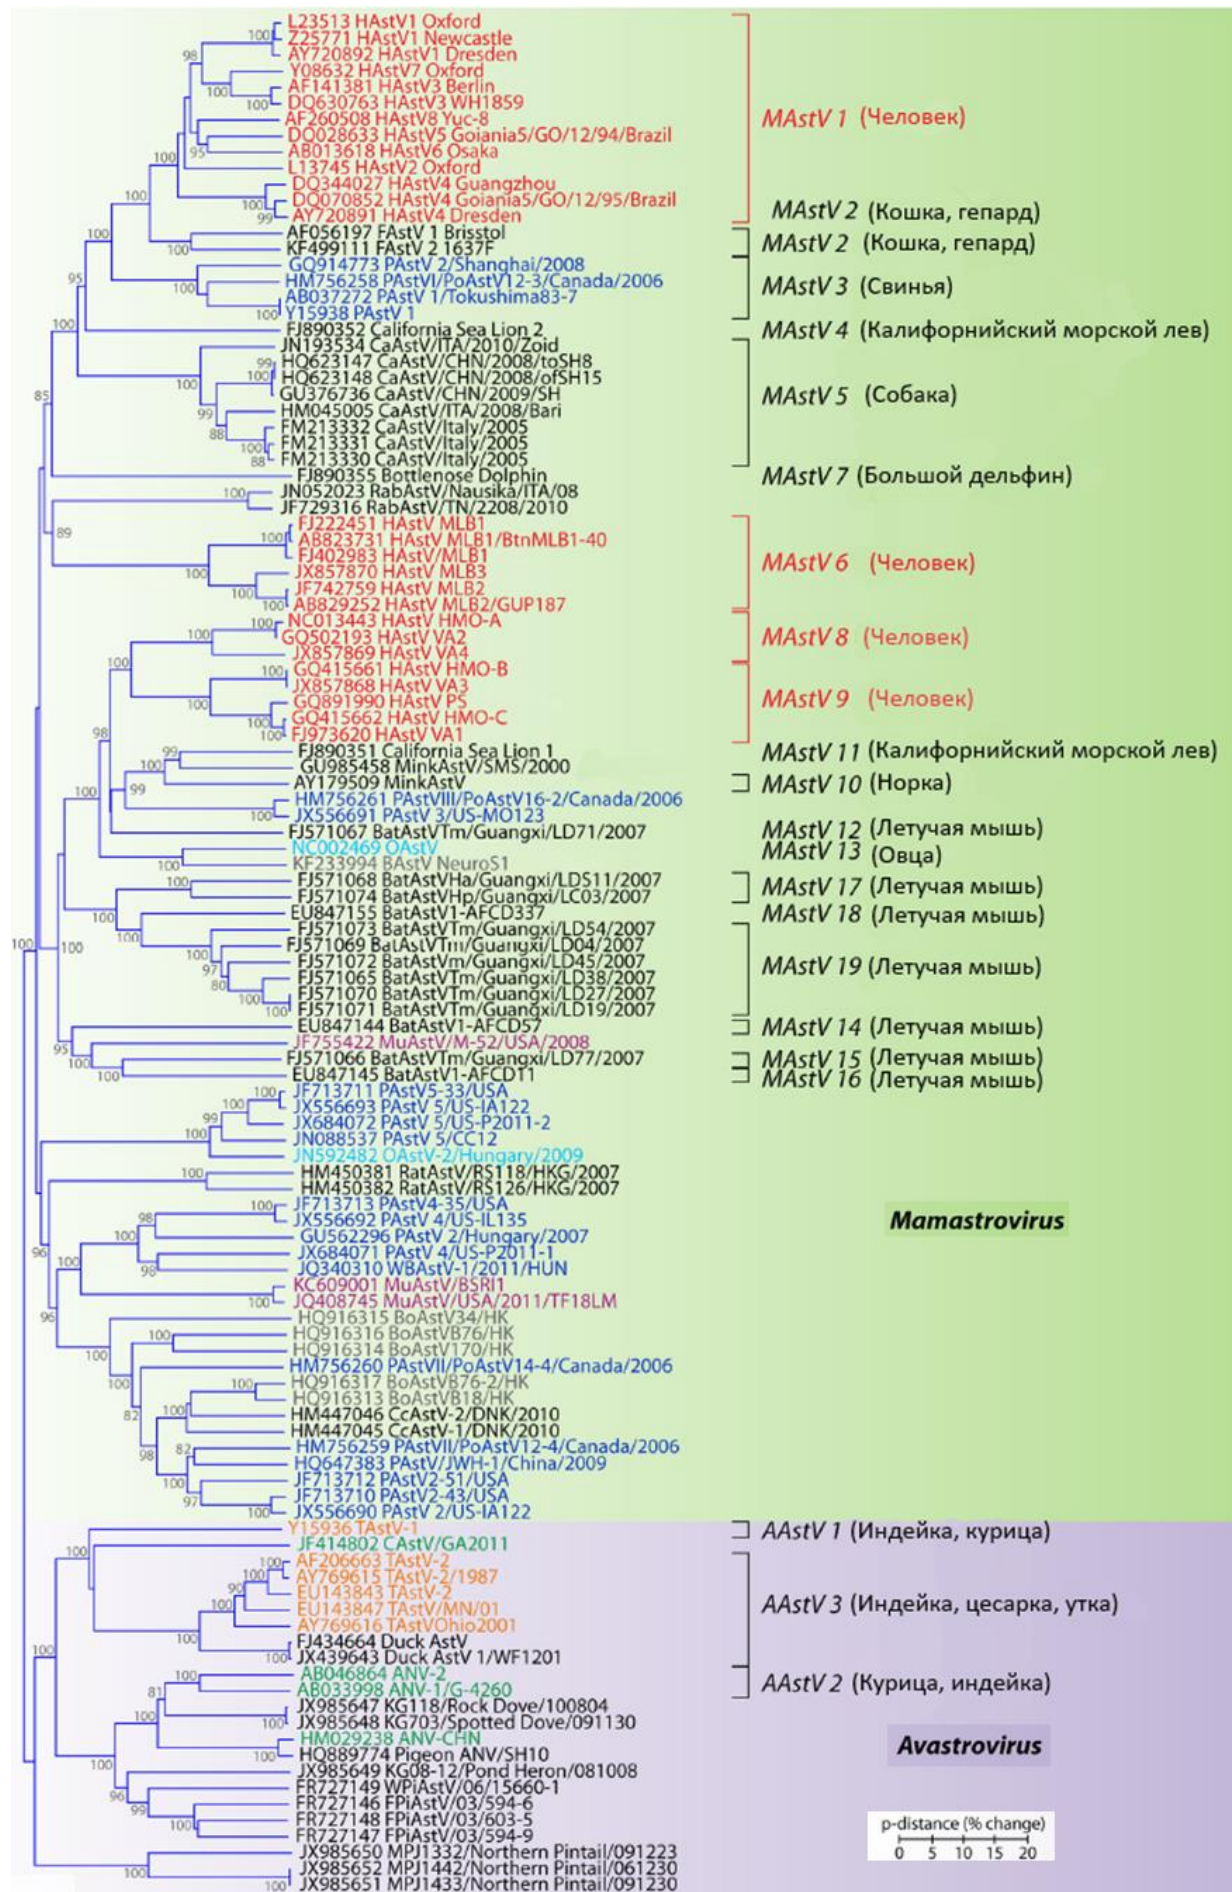 L23513 HAstV1 Oxford
Z25771 HAstV1 Newcastle
AY720892 HAstV1 Dresden
Y08632 HAstV7 Oxford
AF141381 HAstV3 Berlin
DQ630763 HAstV3 WH1859
AF260508 HAstV8 Yuc-8
DO028633 HAstV5 Goiania5/GO/12/94/Brazil
AB013618 HAstV6 Osaka
L13745 HAstV2 Oxford
DQ344027 HAstV4 Guangzhou
DQ070852 HAstV4 Goiania5/GO/12/95/Brazil
AY720891 HAstV4 Dresden
MAstV 1 (Человек)
MAstV 2 (Кошка, гепард)
AF056197 FAstV 1 Brisstol
KF499111 FAstV 2 1637F
MAstV 2 (Кошка, гепард)
GQ914773 PAstV 2/Shanghai/2008
HM756258 PAstVI/PoAstV12-3/Canada/2006
AB037272 PAstV 1/Tokushima83-7
Y15938 PAstV 1
MAstV 3 (Свинья)
FJ890352 California Sea Lion 2
MAstV 4 (Калифорнийский морской лев)
JN193534 CaAstV/ITA/2010/Zoid
HQ623147 CaAstV/CHN/2008/toSH8
HQ623148 CaAstV/CHN/2008/ofSH15
GU376736 CaAstV/CHN/2009/SH
HM045005 CaAstV/ITA/2008/Bari
FM213332 CaAstV/Italy/2005
FM213331 CaAstV/Italy/2005
FM213330 CaAstV/Italy/2005
MAstV 5 (Собака)
FJ890355 Bottlenose Dolphin
MAstV 7 (Большой дельфин)
JN052023 RabAstV/Nausika/ITA/08
JF729316 RabAstV/TN/2208/2010
FJ222451 HAstV MLB1
AB823731 HAstV MLB1/BtnMLB1-40
FJ402983 HAstV/MLB1
JX857870 HAstV MLB3
JF742759 HAstV MLB2
AB829252 HAstV MLB2/GUP187
MAstV 6 (Человек)
NC013443 HAstV HMO-A
GQ502193 HAstV VA2
JX857869 HAstV VA4
MAstV 8 (Человек)
GQ415661 HAstV HMO-B
JX857868 HAstV VA3
GQ891990 HAstV PS
GQ415662 HAstV HMO-C
FJ973620 HAstV VA1
MAstV 9 (Человек)
FJ890351 California Sea Lion 1
MAstV 11 (Калифорнийский морской лев)
GU985458 MinkAstV/SMS/2000
AY179509 MinkAstV
MAstV 10 (Норка)
HM756261 PAstVIII/PoAstV16-2/Canada/2006
JX556691 PAstV 3/US-MO123
FJ571067 BatAstVTm/Guangxi/LD71/2007
MAstV 12 (Летучая мышь)
NC002469 OAstV
MAstV 13 (Овца)
KF233994 BAstV NeuroS1
FJ571068 BatAstVHa/Guangxi/LDS11/2007
FJ571074 BatAstVHp/Guangxi/LC03/2007
MAstV 17 (Летучая мышь)
EU847155 BatAstV1-AFCD337
MAstV 18 (Летучая мышь)
FJ571073 BatAstVTm/Guangxi/LD54/2007
FJ571069 BatAstVTm/Guangxi/LD04/2007
FJ571072 BatAstVm/Guangxi/LD45/2007
FJ571065 BatAstVTm/Guangxi/LD38/2007
FJ571070 BatAstVTm/Guangxi/LD27/2007
FJ571071 BatAstVTm/Guangxi/LD19/2007
MAstV 19 (Летучая мышь)
EU847144 BatAstV1-AFCD57
MAstV 14 (Летучая мышь)
JF755422 MuAstV/M-52/USA/2008
FJ571066 BatAstVTm/Guangxi/LD77/2007
MAstV 15 (Летучая мышь)
EU847145 BatAstV1-AFCD11
MAstV 16 (Летучая мышь)
JF713711 PAstV5-33/USA
JX556693 PAstV 5/US-IA122
JX684072 PAstV 5/US-P2011-2
JN088537 PAstV 5/CC12
JN592482 OAstV-2/Hungary/2009
HM450381 RatAstV/RS118/HKG/2007
HM450382 RatAstV/RS126/HKG/2007
JF713713 PAstV4-35/USA
JX556692 PAstV 4/US-IL135
Mamastrovirus
GU562296 PAstV 2/Hungary/2007
JX684071 PAstV 4/US-P2011-1
JQ340310 WBAstV-1/2011/HUN
KC609001 MuAstV/BSRI1
JQ408745 MuAstV/USA/2011/TF18LM
HQ916315 BoAstV34/HK
HQ916316 BoAstVB76/HK
HQ916314 BoAstV170/HK
HM756260 PAstVII/PoAstV14-4/Canada/2006
HQ916317 BoAstVB76-2/HK
HQ916313 BoAstVB18/HK
HM447046 CcAstV-2/DNK/2010
HM447045 CcAstV-1/DNK/2010
HM756259 PAstVII/PoAstV12-4/Canada/2006
HQ647383 PAstV/JWH-1/China/2009
JF713712 PAstV2-51/USA
JF713710 PAstV2-43/USA
JX556690 PAstV 2/US-IA122
Y15936 TAstV-1
AAstV 1 (Индейка, курица)
JF414802 CAstV/GA2011
AF206663 TAstV-2
AY769615 TAstV-2/1987
EU143843 TAstV-2
EU143847 TAstV/MN/01
AY769616 TAstVOhio2001
FJ434664 Duck AstV
JX439643 Duck AstV 1/WF1201
AAstV 3 (Индейка, цесарка, утка)
AB046864 ANV-2
AB033998 ANV-1/G-4260
AAstV 2 (Курица, индейка)
JX985647 KG118/Rock Dove/100804
JX985648 KG703/Spotted Dove/091130
HM029238 ANV-CHN
HQ889774 Pigeon ANV/SH10
Avastrovirus
JX985649 KG08-12/Pond Heron/081008
FR727149 WPiAstV/06/15660-1
FR727146 FPiAstV/03/594-6
FR727148 FPiAstV/03/603-5
FR727147 FPiAstV/03/594-9
JX985650 MPJ1332/Northern Pintail/091223
JX985652 MPJ1442/Northern Pintail/061230
JX985651 MPJ1433/Northern Pintail/091230
p-distance (% change)
0 5 10 15 20